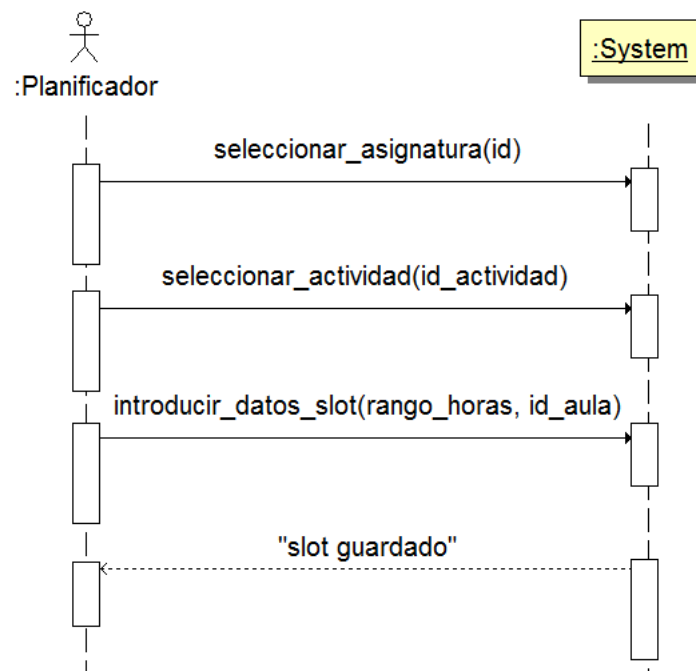 :Planificador
:System
seleccionar_asignatura(id)
seleccionar_actividad(id_actividad)
introducir_datos_slot(rango_horas, id_aula)
"slot guardado"